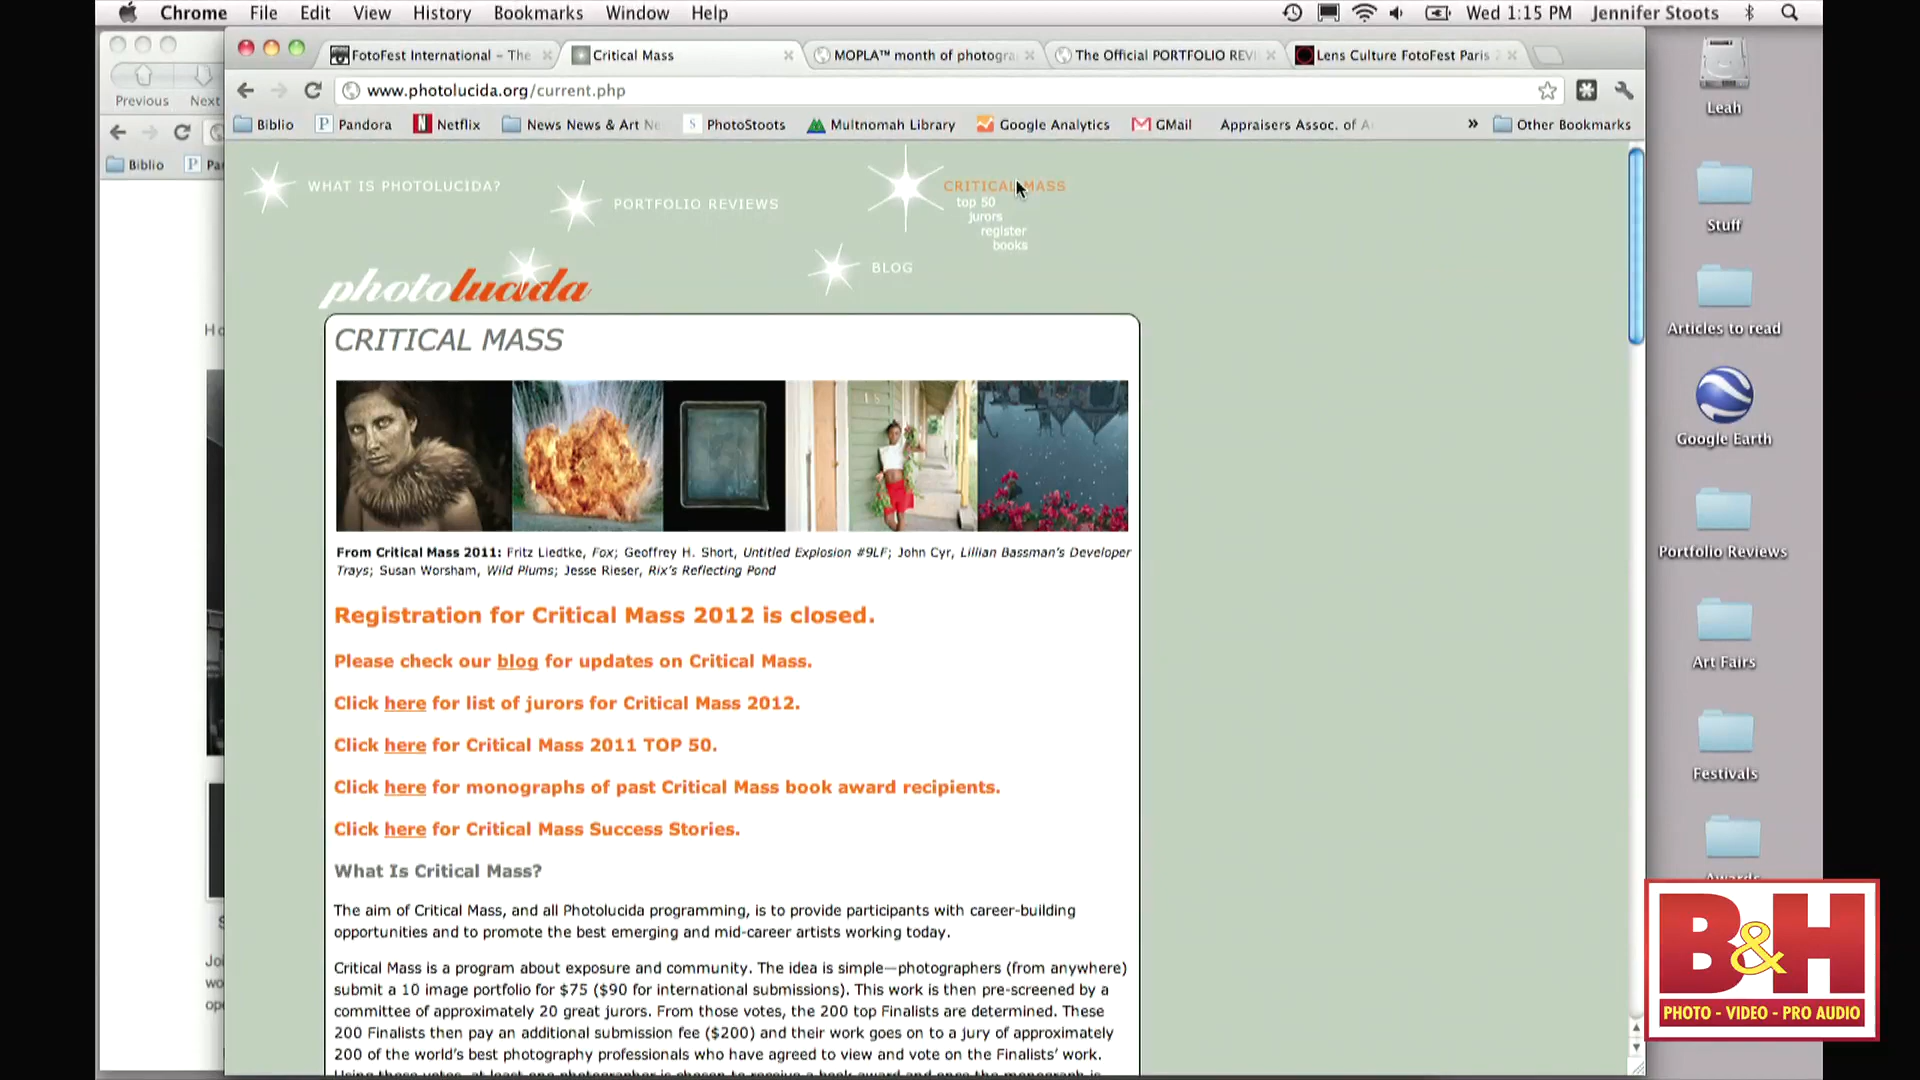 Chrome File Edit View History Bookmarks Window Help Wed 1:15 PM Jennifer Stoots
FotoFest International – The Critical Mass MOPLA™ month of photogra The Official PORTFOLIO REVI Lens Culture FotoFest Paris
www.photolucida.org/current.php
Previous Next
Biblio Pandora Netflix News News & Art Ne PhotoStoots Multnomah Library Google Analytics GMail Appraisers Assoc. of A » Other Bookmarks
Biblio Pan
WHAT IS PHOTOLUCIDA?
PORTFOLIO REVIEWS
CRITICAL MASS
top 50
jurors
register
books
BLOG
photolucida
CRITICAL MASS
15
From Critical Mass 2011: Fritz Liedtke, Fox; Geoffrey H. Short, Untitled Explosion #9LF; John Cyr, Lillian Bassman's Developer
Trays; Susan Worsham, Wild Plums; Jesse Rieser, Rix's Reflecting Pond
Registration for Critical Mass 2012 is closed.
Please check our blog for updates on Critical Mass.
Click here for list of jurors for Critical Mass 2012.
Click here for Critical Mass 2011 TOP 50.
Click here for monographs of past Critical Mass book award recipients.
Click here for Critical Mass Success Stories.
What Is Critical Mass?
The aim of Critical Mass, and all Photolucida programming, is to provide participants with career-building
opportunities and to promote the best emerging and mid-career artists working today.
Critical Mass is a program about exposure and community. The idea is simple—photographers (from anywhere)
submit a 10 image portfolio for $75 ($90 for international submissions). This work is then pre-screened by a
committee of approximately 20 great jurors. From those votes, the 200 top Finalists are determined. These
200 Finalists then pay an additional submission fee ($200) and their work goes on to a jury of approximately
200 of the world's best photography professionals who have agreed to view and vote on the Finalists' work.
Leah
Stuff
Articles to read
Google Earth
Portfolio Reviews
Art Fairs
Festivals
Awards
B&H
PHOTO - VIDEO - PRO AUDIO